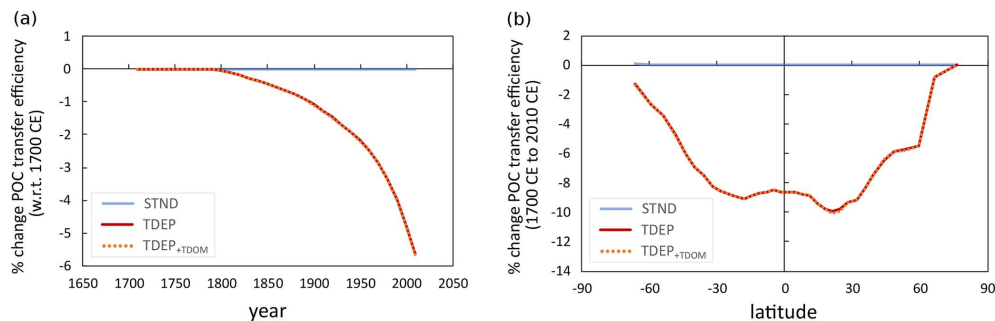 (a)
% change POC transfer efficiency
(w.r.t. 1700 CE)
1
0
-1
-2
-3
-4
-5
-6
STND
TDEP
TDEP+TDOM
1650 1700 1750 1800 1850 1900 1950 2000 2050
year
(b)
% change POC transfer efficiency
(1700 CE to 2010 CE)
2
0
-2
-4
-6
-8
-10
-12
-14
STND
TDEP
TDEP+TDOM
-90 -60 -30 0 30 60 90
latitude